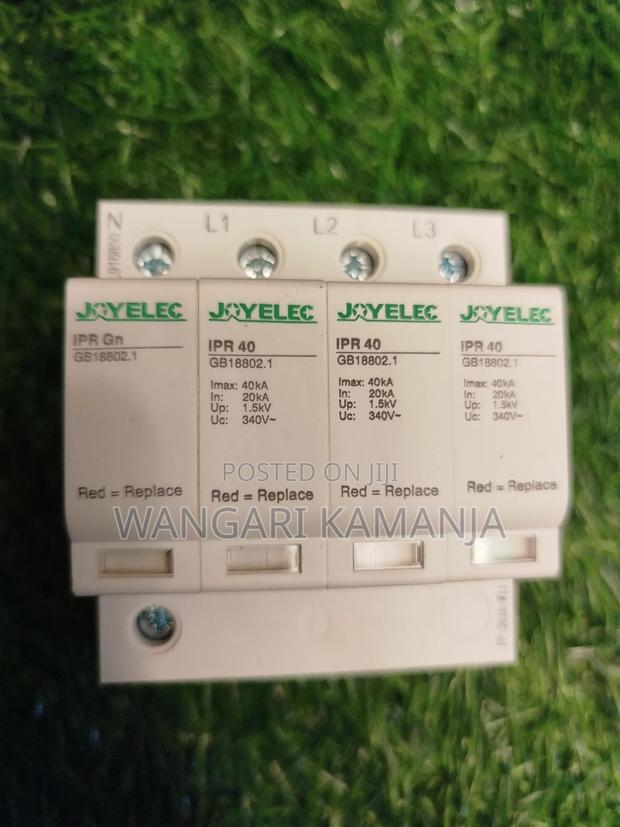 N L1 L2 L3
JOYELEC
IPR Gn
GB18802.1
Red = Replace
JOYELEC
IPR 40
GB18802.1
Imax: 40kA
In: 20kA
Up: 1.5kV
Uc: 340V~
Red = Replace
JOYELEC
IPR 40
GB18802.1
Imax: 40kA
In: 20kA
Up: 1.5kV
Uc: 340V~
Red = Replace
JOYELEC
IPR 40
GB18802.1
Imax: 40kA
In: 20kA
Up: 1.5kV
Uc: 340V~
Red = Replace
POSTED ON JIJI
WANGARI KAMANJA